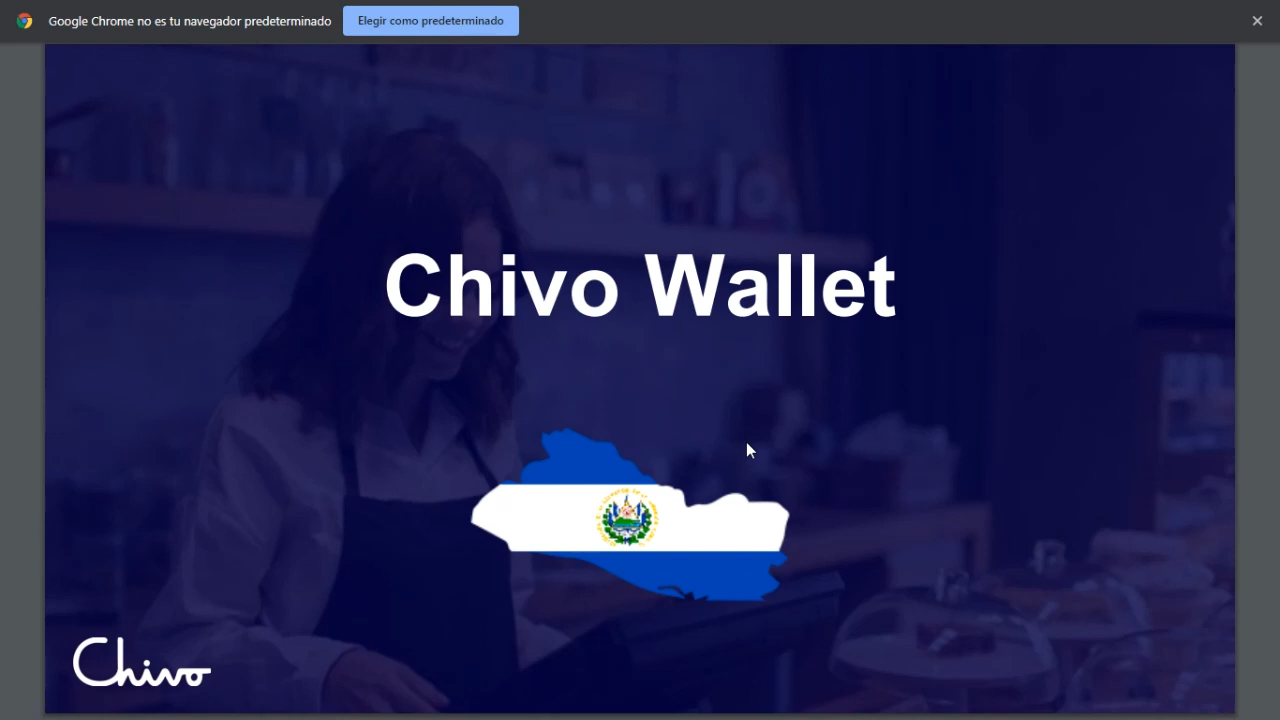 Google Chrome no es tu navegador predeterminado
Elegir como predeterminado
Chivo Wallet
Chivo